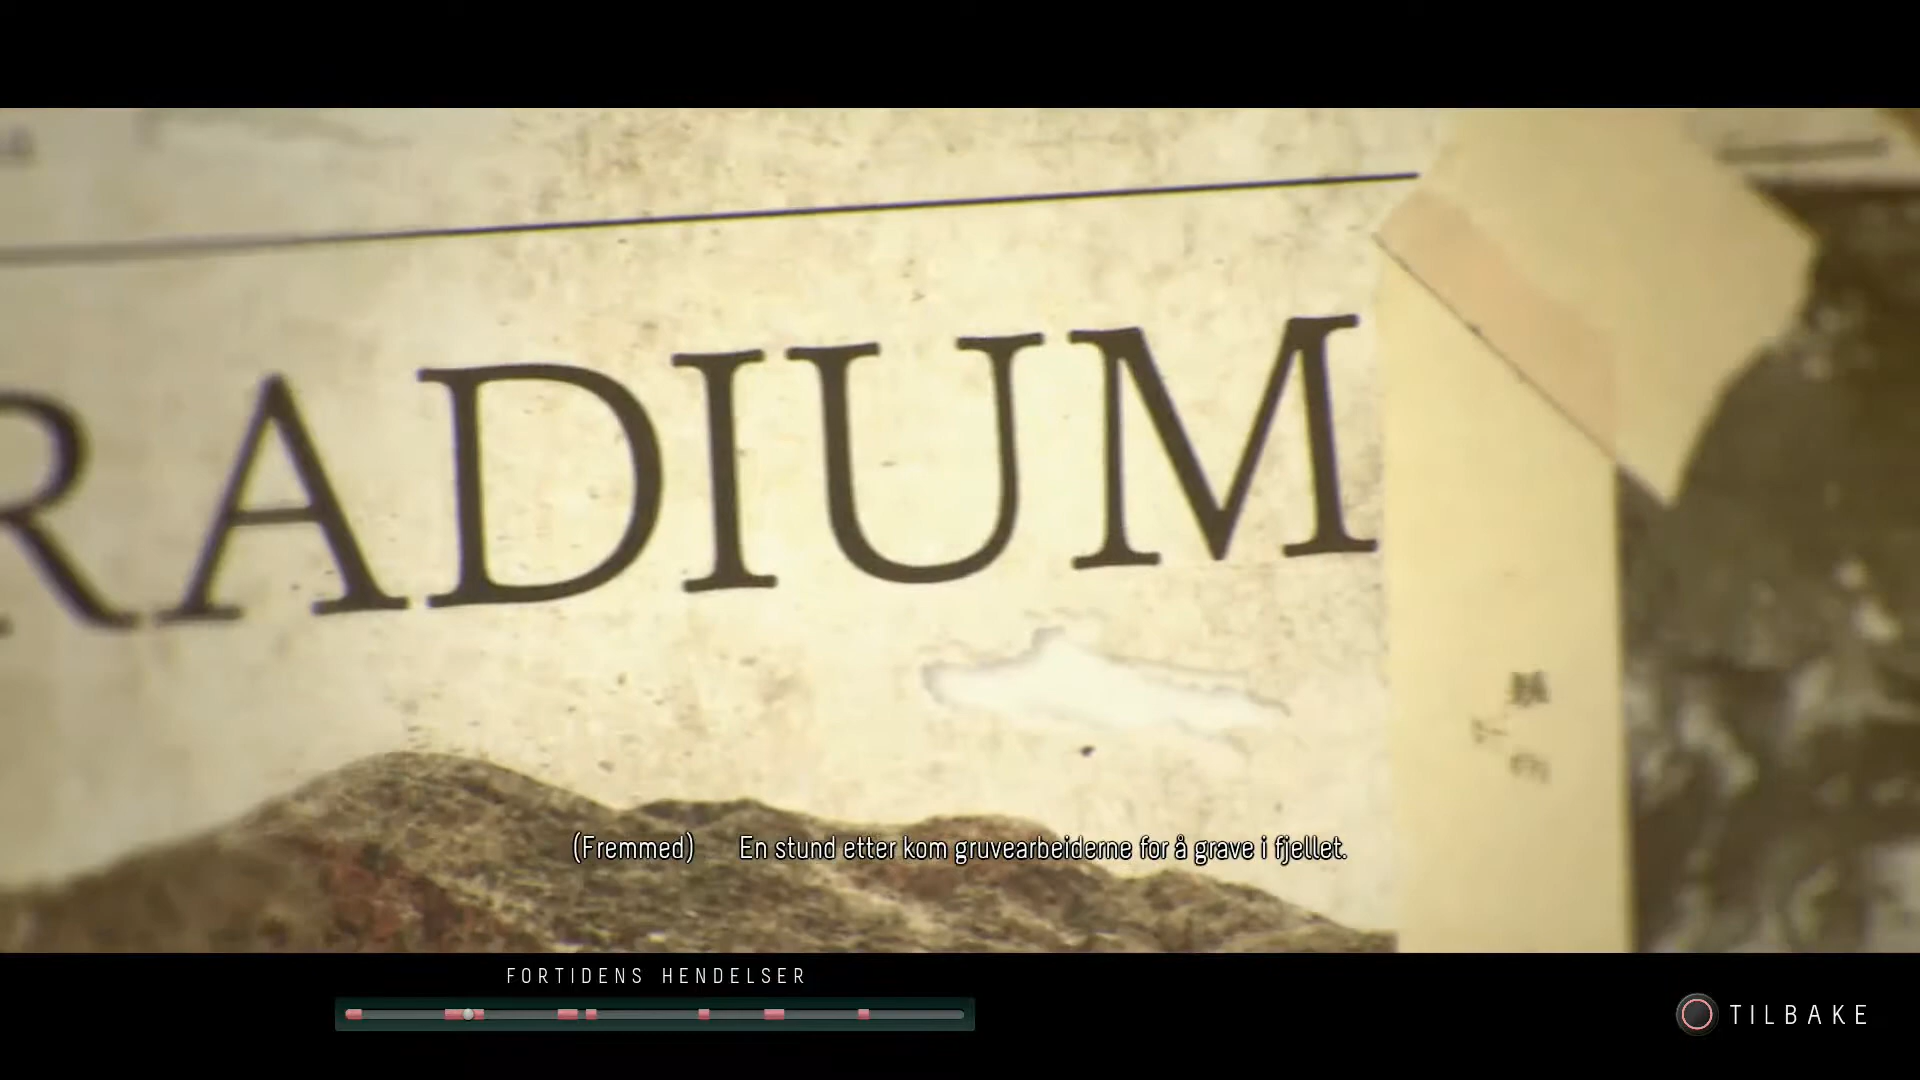 RADIUM
(Fremmed) En stund etter kom gruvearbeiderne for å grave i fjellet.
FORTIDENS HENDELSER
TILBAKE